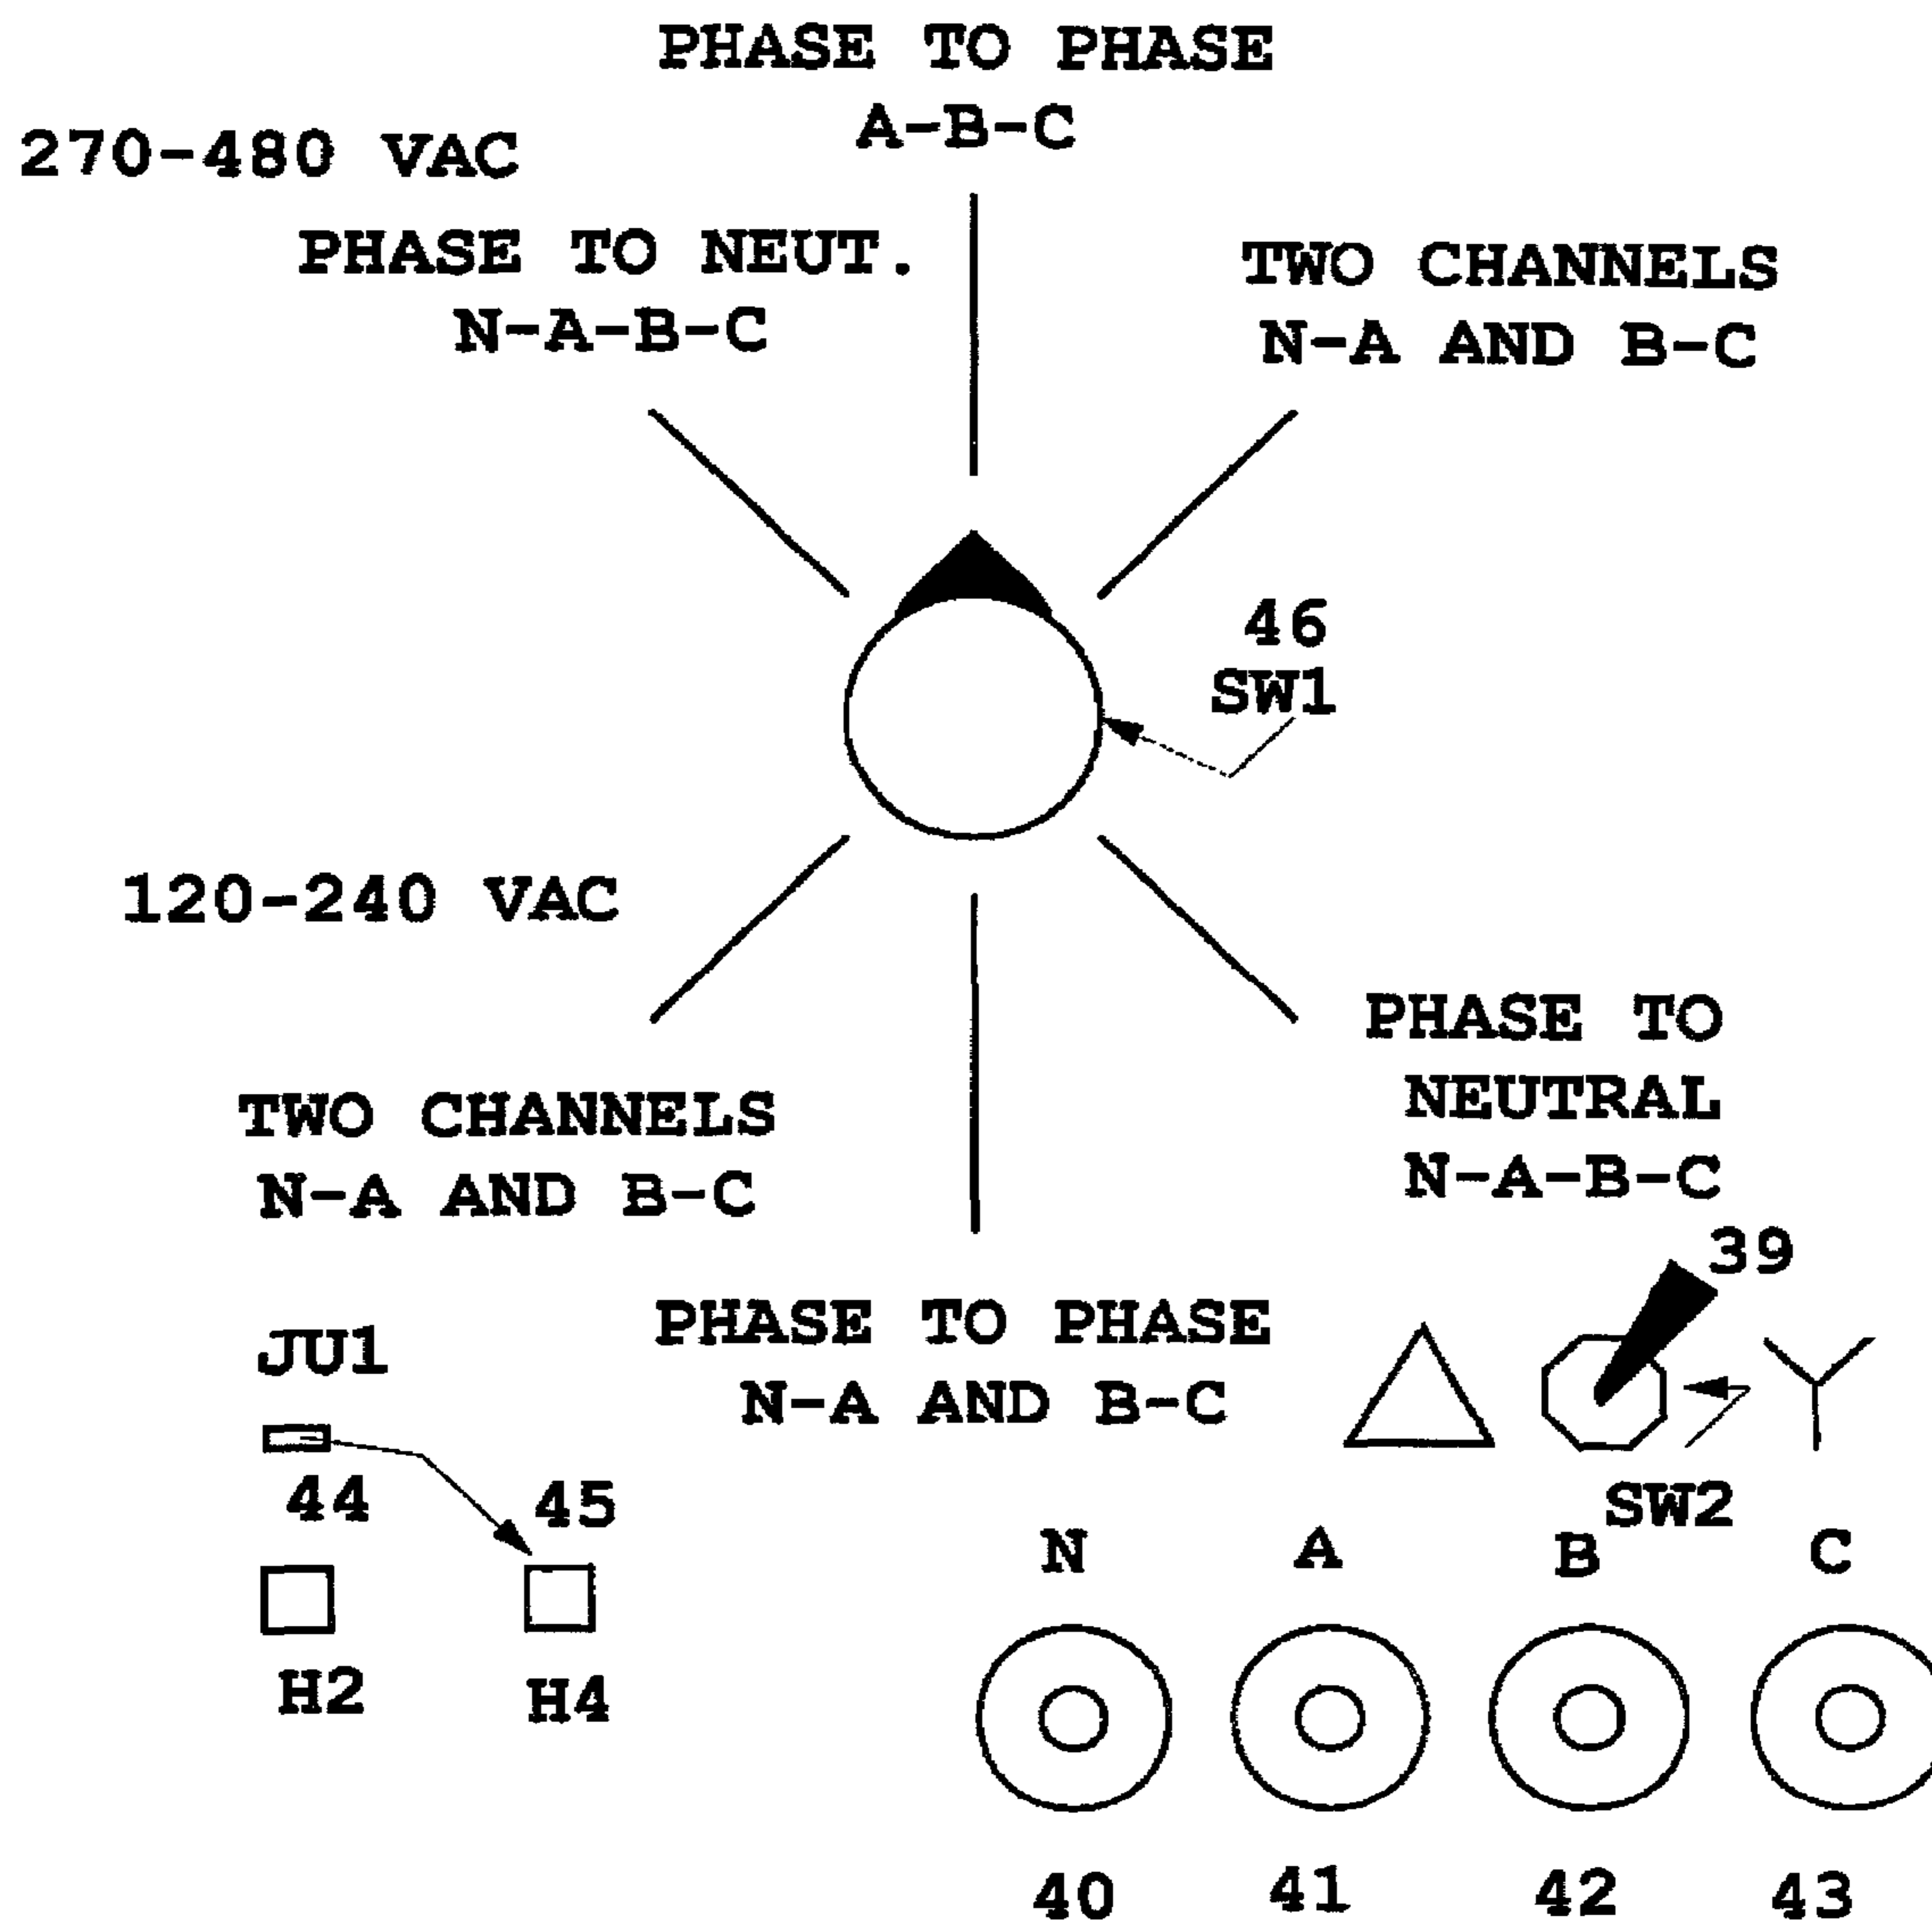 PHASE TO PHASE
A-B-C
270-480 VAC
PHASE TO NEUT.
N-A-B-C
TWO CHANNELS
N-A AND B-C
46
SW1
120-240 VAC
TWO CHANNELS
N-A AND B-C
PHASE TO
NEUTRAL
N-A-B-C
39
PHASE TO PHASE
N-A AND B-C
JU1
44
45
H2
H4
SW2
N A B C
40 41 42 43